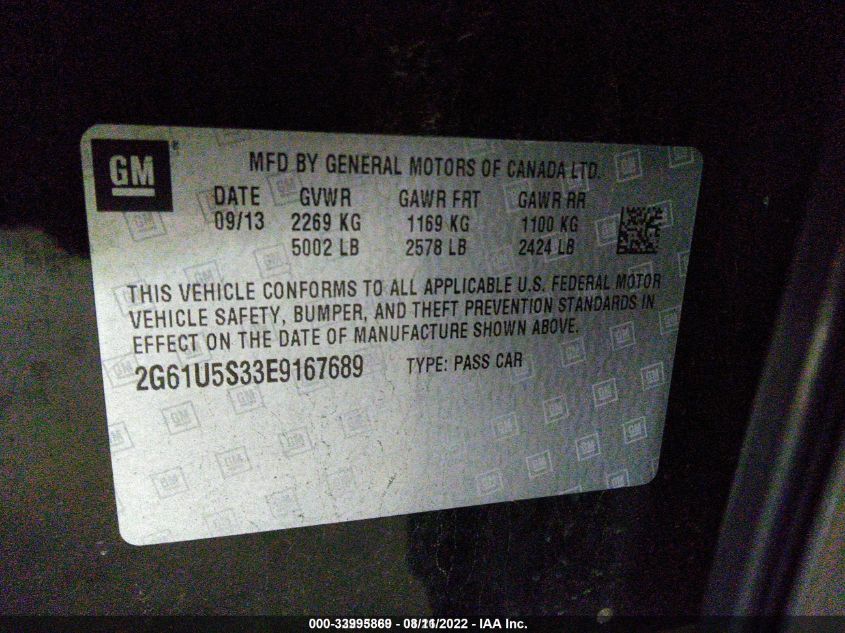 GM
MFD BY GENERAL MOTORS OF CANADA LTD.
DATE GVWR GAWR FRT GAWR RR
09/13 2269 KG 1169 KG 1100 KG
5002 LB 2578 LB 2424 LB
THIS VEHICLE CONFORMS TO ALL APPLICABLE U.S. FEDERAL MOTOR
VEHICLE SAFETY, BUMPER, AND THEFT PREVENTION STANDARDS IN
EFFECT ON THE DATE OF MANUFACTURE SHOWN ABOVE.
2G61U5S33E9167689 TYPE: PASS CAR
000-33995869 - 2022 - IAA Inc.